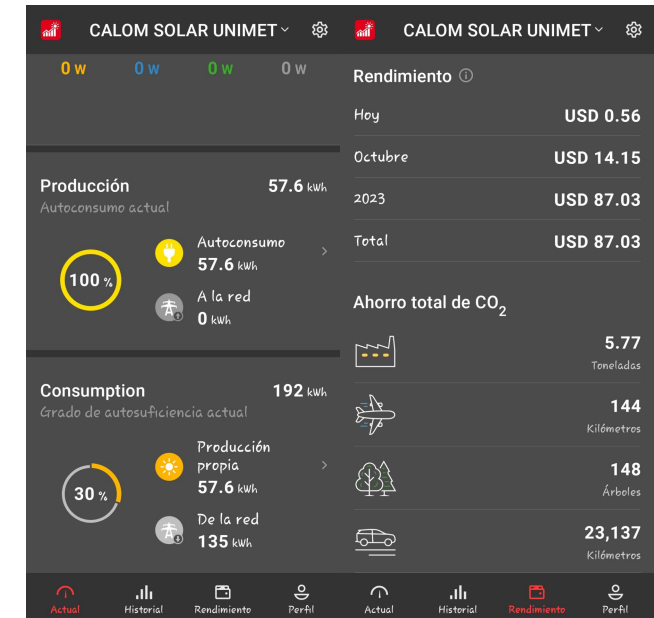 CALOM SOLAR UNIMET
0 W 0 W 0 W 0 W
Producción 57.6 kWh
Autoconsumo actual
100 %
Autoconsumo
57.6 kWh
A la red
0 kWh
Consumption 192 kWh
Grado de autosuficiencia actual
30 %
Producción
propia
57.6 kWh
De la red
135 kWh
Actual Historial Rendimiento Perfil
CALOM SOLAR UNIMET
Rendimiento
Hoy USD 0.56
Octubre USD 14.15
2023 USD 87.03
Total USD 87.03
Ahorro total de CO2
5.77
Toneladas
144
Kilómetros
148
Árboles
23,137
Kilómetros
Actual Historial Rendimiento Perfil